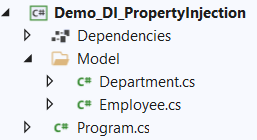 Demo_DI_PropertyInjection
Dependencies
Model
C# Department.cs
C# Employee.cs
C# Program.cs